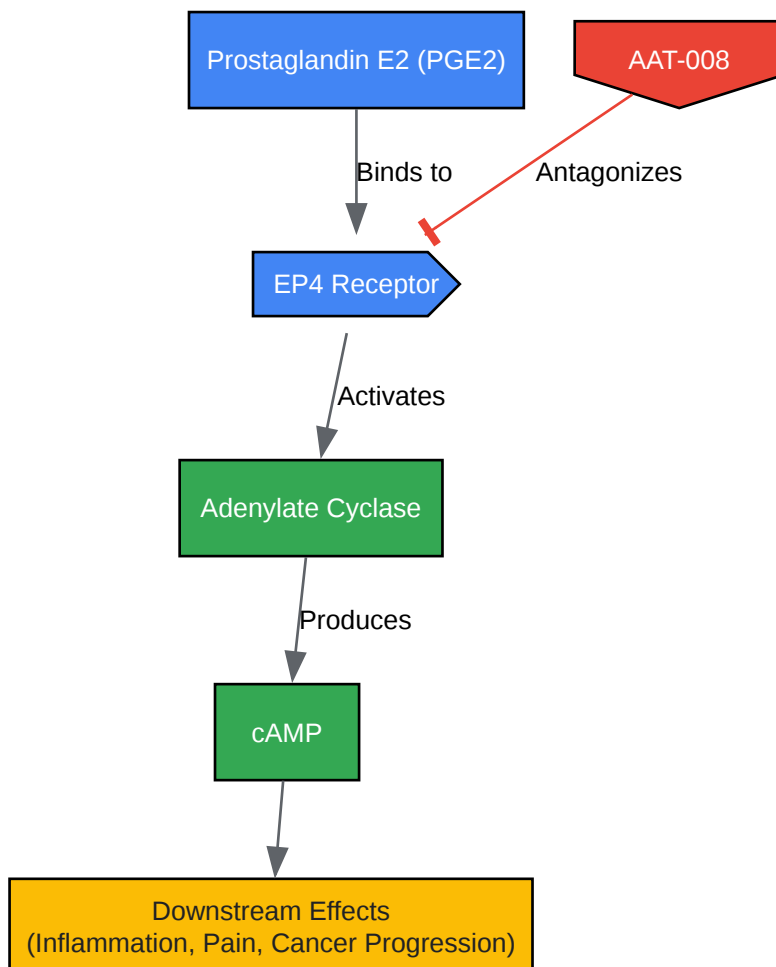 Prostaglandin E2 (PGE2)
AAT-008
Binds to
Antagonizes
EP4 Receptor
Activates
Adenylate Cyclase
Produces
cAMP
Downstream Effects
(Inflammation, Pain, Cancer Progression)